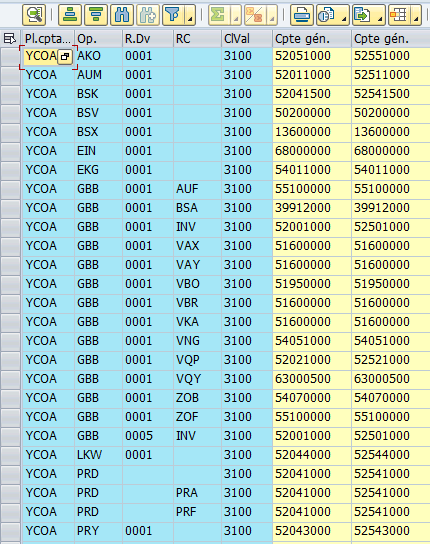 Pl.cpta... Op. R.Dv RC ClVal Cpte gén. Cpte gén.
YCOA AKO 0001 3100 52051000 52551000
YCOA AUM 0001 3100 52011000 52511000
YCOA BSK 0001 3100 52041500 52541500
YCOA BSV 0001 3100 50200000 50200000
YCOA BSX 0001 3100 13600000 13600000
YCOA EIN 0001 3100 68000000 68000000
YCOA EKG 0001 3100 54011000 54011000
YCOA GBB 0001 AUF 3100 55100000 55100000
YCOA GBB 0001 BSA 3100 39912000 39912000
YCOA GBB 0001 INV 3100 52001000 52501000
YCOA GBB 0001 VAX 3100 51600000 51600000
YCOA GBB 0001 VAY 3100 51600000 51600000
YCOA GBB 0001 VBO 3100 51950000 51950000
YCOA GBB 0001 VBR 3100 51600000 51600000
YCOA GBB 0001 VKA 3100 51600000 51600000
YCOA GBB 0001 VNG 3100 54051000 54051000
YCOA GBB 0001 VQP 3100 52021000 52521000
YCOA GBB 0001 VQY 3100 63000500 63000500
YCOA GBB 0001 ZOB 3100 54070000 54070000
YCOA GBB 0001 ZOF 3100 55100000 55100000
YCOA GBB 0005 INV 3100 52001000 52501000
YCOA LKW 0001 3100 52044000 52544000
YCOA PRD 3100 52041000 52541000
YCOA PRD PRA 3100 52041000 52541000
YCOA PRD PRF 3100 52041000 52541000
YCOA PRY 0001 3100 52043000 52543000